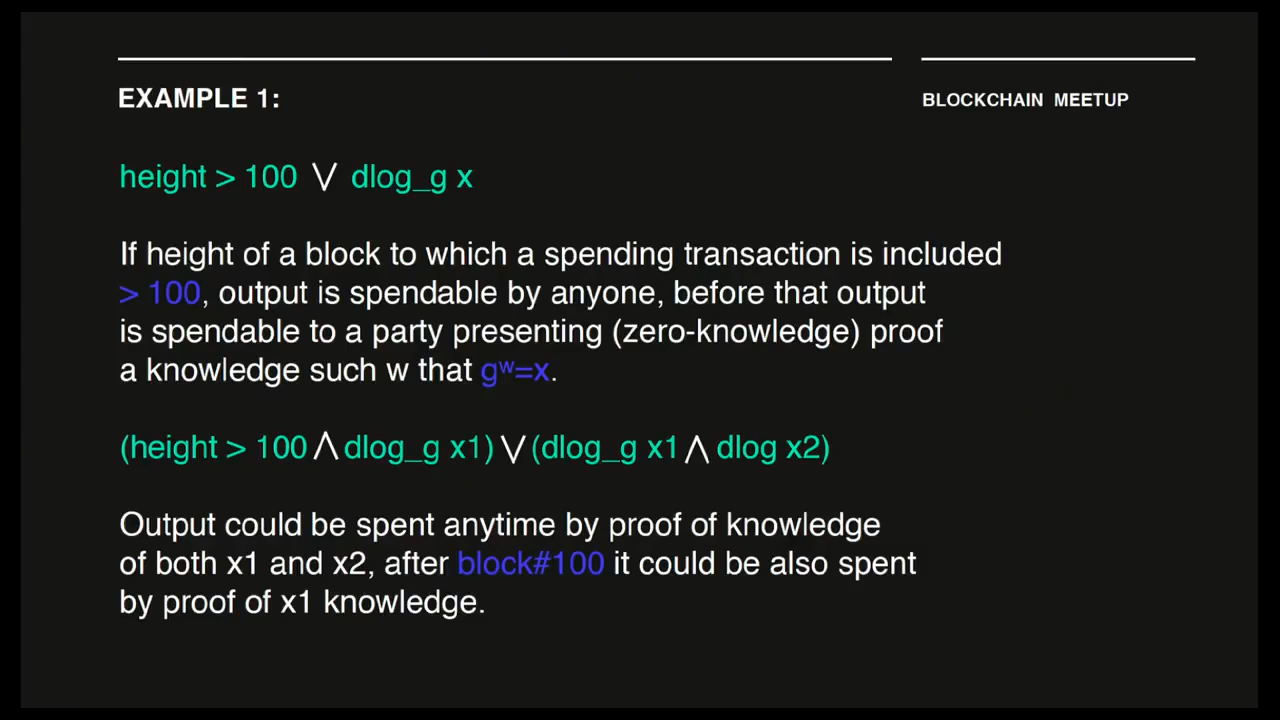 EXAMPLE 1:
BLOCKCHAIN MEETUP
height > 100 ⋁ dlog_g x
If height of a block to which a spending transaction is included
> 100, output is spendable by anyone, before that output
is spendable to a party presenting (zero-knowledge) proof
a knowledge such w that gʷ=x.
(height > 100 ⋀ dlog_g x1) ⋁ (dlog_g x1 ⋀ dlog x2)
Output could be spent anytime by proof of knowledge
of both x1 and x2, after block#100 it could be also spent
by proof of x1 knowledge.